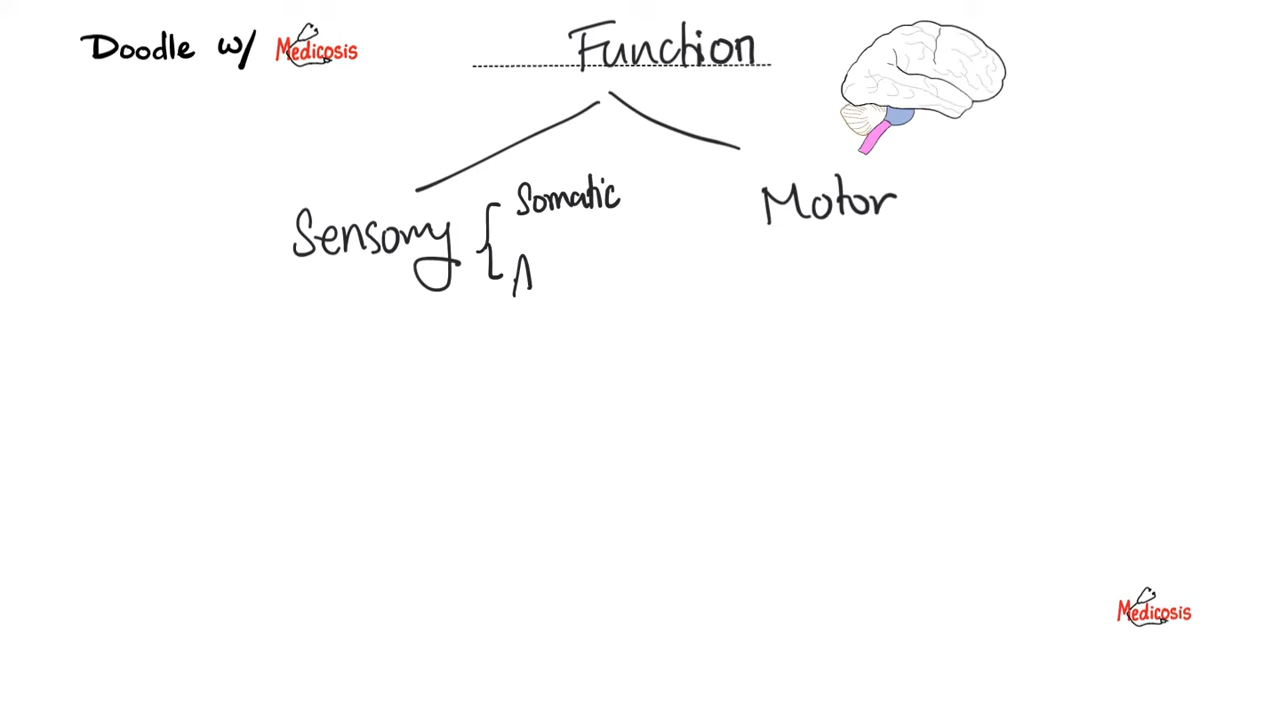 Doodle w/ Medicosis
Function
Sensory { Somatic
A
Motor
Medicosis